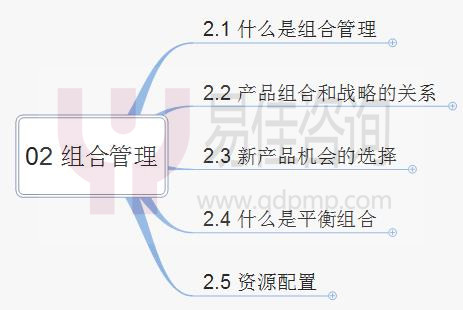 2.1 什么是组合管理
2.2 产品组合和战略的关系
02 组合管理
2.3 新产品机会的选择
2.4 什么是平衡组合
2.5 资源配置
易佳咨询
www.qdpmp.com